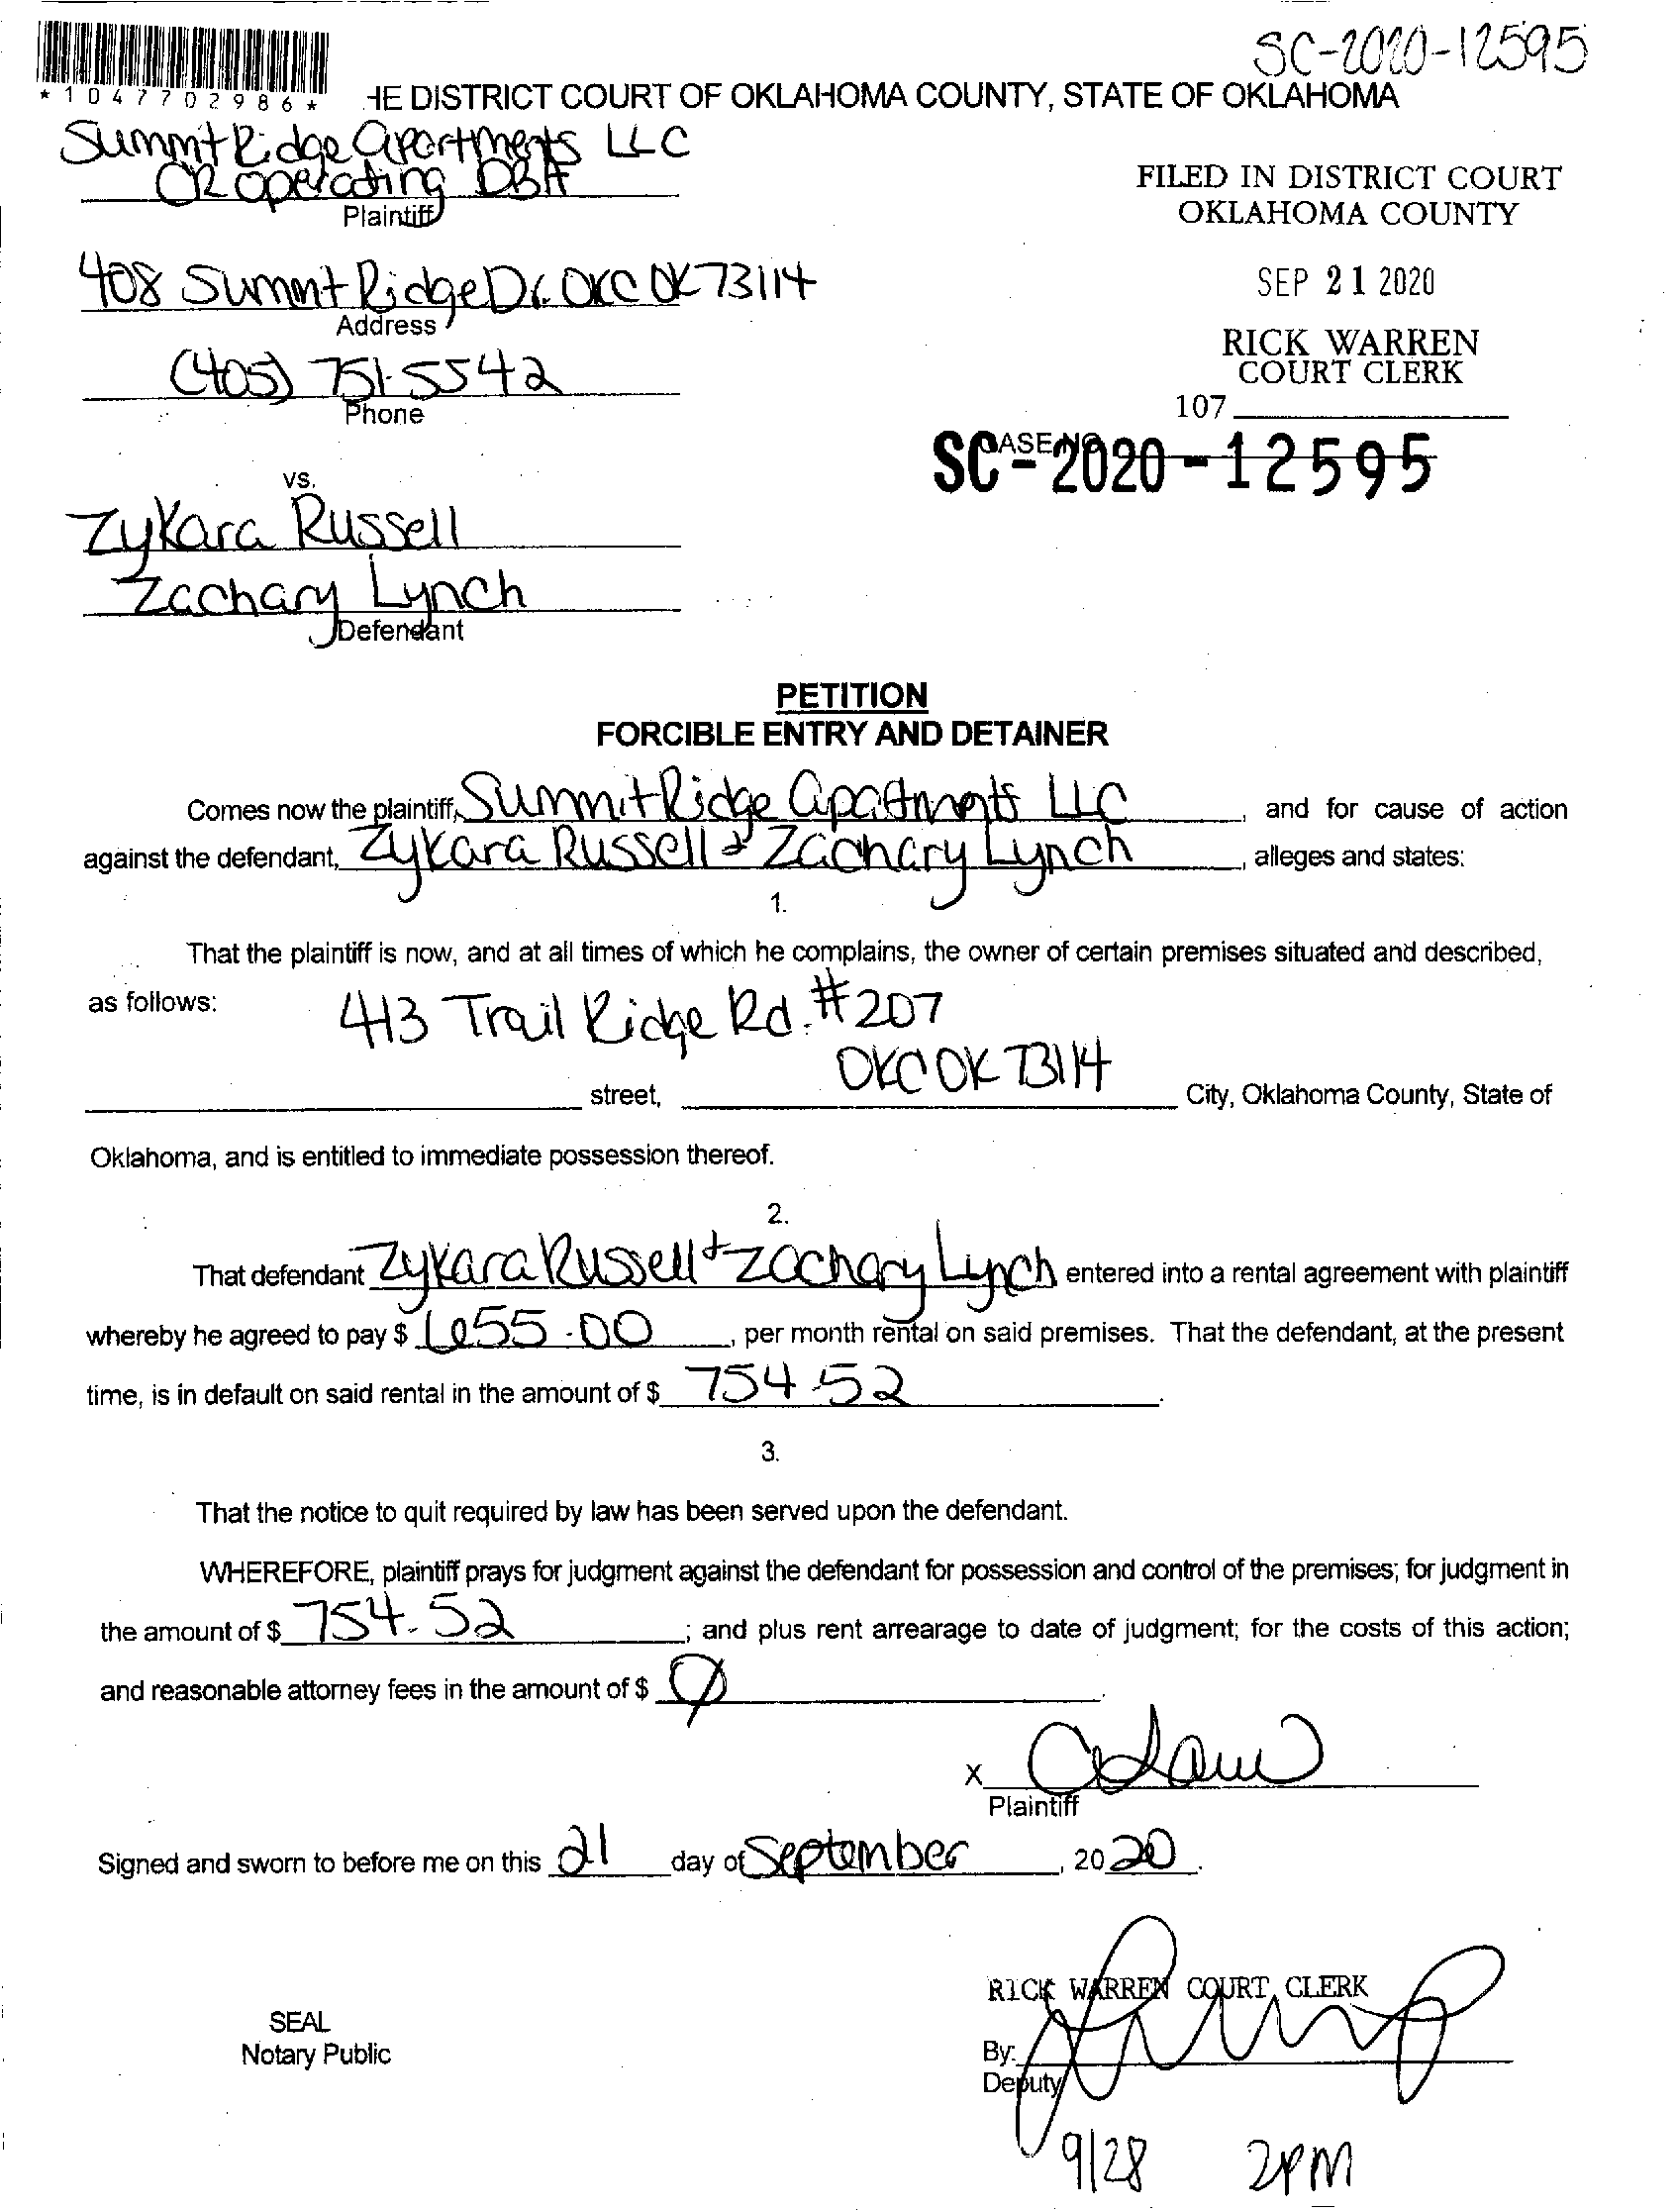 SC-2020-12595
*1047702986*
HE DISTRICT COURT OF OKLAHOMA COUNTY, STATE OF OKLAHOMA
Summit Ridge Apartments LLC
OR operating DBA
Plaintiff
FILED IN DISTRICT COURT
OKLAHOMA COUNTY
408 Summit Ridge Dr. OKC OK 73114
Address
SEP 21 2020
(405) 751-5542
Phone
RICK WARREN
COURT CLERK
107
CASE NO
SC-2020-12595
vs.
Zykara Russell
Zachary Lynch
Defendant
PETITION
FORCIBLE ENTRY AND DETAINER
Comes now the plaintiff, Summit Ridge Apartments LLC, and for cause of action
against the defendant, Zykara Russell & Zachary Lynch, alleges and states:
1.
That the plaintiff is now, and at all times of which he complains, the owner of certain premises situated and described,
as follows: 413 Trail Ridge Rd. #207
street, OKC OK 73114 City, Oklahoma County, State of
Oklahoma, and is entitled to immediate possession thereof.
2.
That defendant Zykara Russell + Zachary Lynch entered into a rental agreement with plaintiff
whereby he agreed to pay $ 655.00, per month rental on said premises. That the defendant, at the present
time, is in default on said rental in the amount of $ 754.52.
3.
That the notice to quit required by law has been served upon the defendant.
WHEREFORE, plaintiff prays for judgment against the defendant for possession and control of the premises; for judgment in
the amount of $ 754.52; and plus rent arrearage to date of judgment; for the costs of this action;
and reasonable attorney fees in the amount of $ 0.
X
Plaintiff
Signed and sworn to before me on this 21 day of September, 2020.
RICK WARREN COURT CLERK
SEAL
Notary Public
By:
Deputy
9/28 2PM